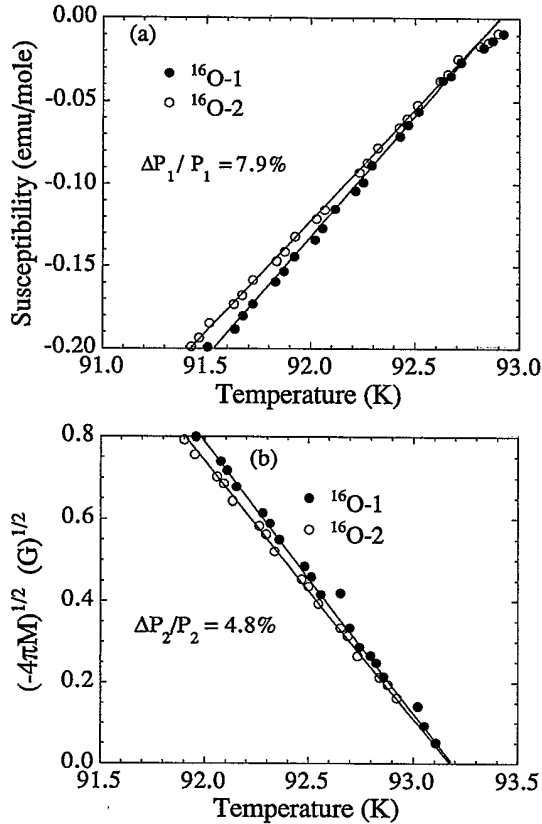 (a)
0.00
-0.05
-0.10
-0.15
-0.20
Susceptibility (emu/mole)
● ¹⁶O-1
○ ¹⁶O-2
ΔP₁/P₁ = 7.9%
91.0 91.5 92.0 92.5 93.0
Temperature (K)
(b)
0.8
0.6
0.4
0.2
0.0
(-4πM)^1/2 (G)^1/2
● ¹⁶O-1
○ ¹⁶O-2
ΔP₂/P₂ = 4.8%
91.5 92.0 92.5 93.0 93.5
Temperature (K)